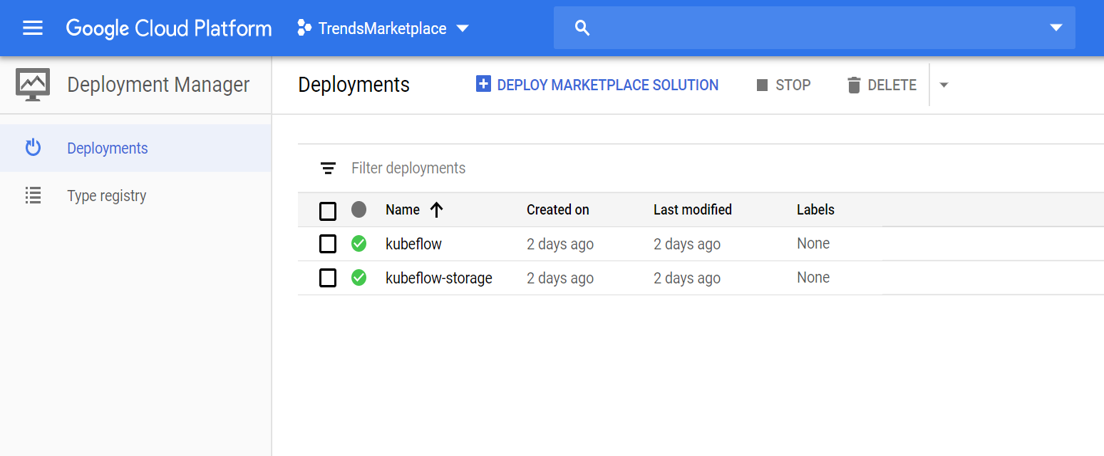 Google Cloud Platform TrendsMarketplace
Deployment Manager Deployments DEPLOY MARKETPLACE SOLUTION STOP DELETE
Deployments
Filter deployments
Type registry
Name Created on Last modified Labels
kubeflow 2 days ago 2 days ago None
kubeflow-storage 2 days ago 2 days ago None